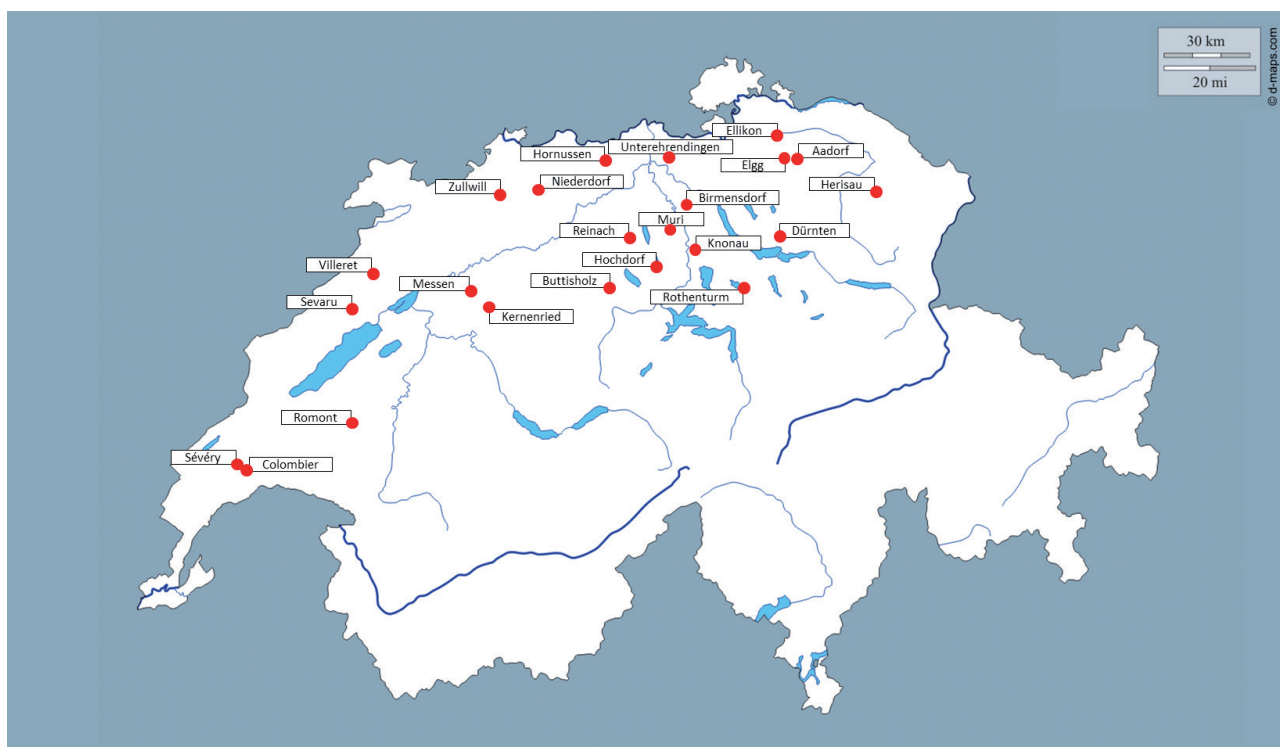 30 km
20 mi
© d-maps.com
Ellikon
Unterehrendingen
Hornussen
Elgg
Aadorf
Zullwill
Niederdorf
Herisau
Birmensdorf
Muri
Reinach
Knonau
Dürnten
Villeret
Hochdorf
Messen
Buttisholz
Rothenturm
Sevaru
Kernenried
Romont
Sévéry
Colombier